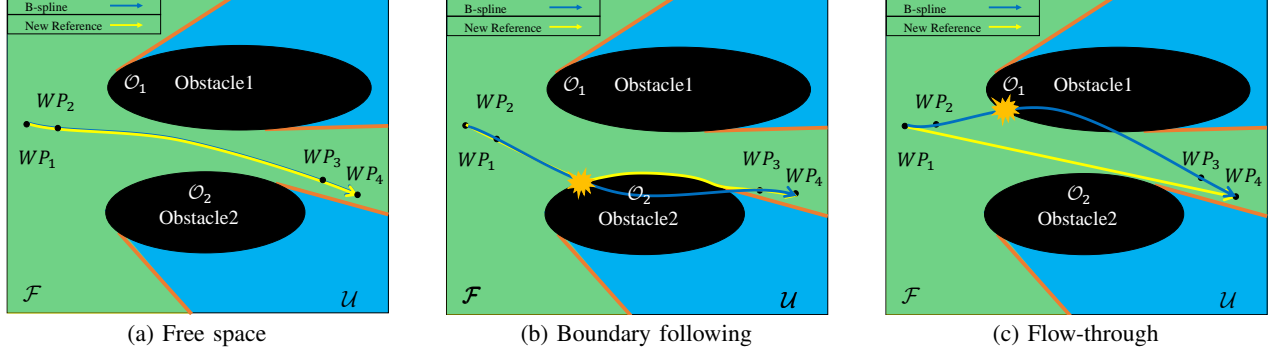 B-spline
New Reference
𝒪₁ Obstacle1
WP₂
WP₁
WP₃
WP₄
𝒪₂
Obstacle2
ℱ
𝒰
(a) Free space
B-spline
New Reference
𝒪₁ Obstacle1
WP₂
WP₁
WP₃
WP₄
𝒪₂
Obstacle2
ℱ
𝒰
(b) Boundary following
B-spline
New Reference
𝒪₁ Obstacle1
WP₂
WP₁
WP₃
WP₄
𝒪₂
Obstacle2
ℱ
𝒰
(c) Flow-through